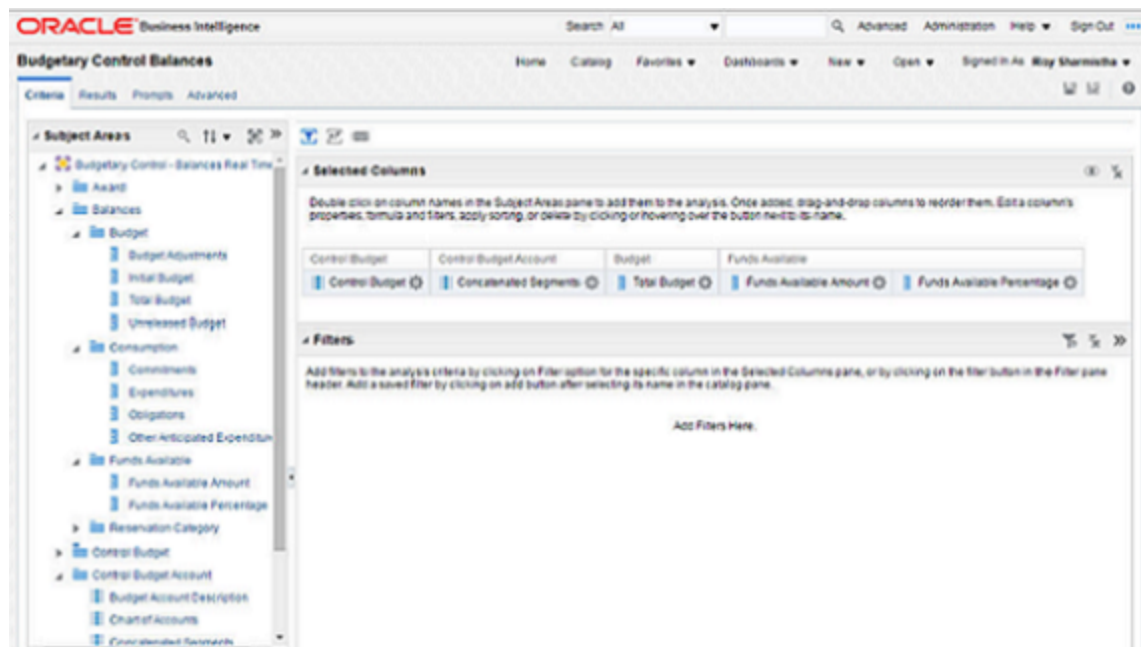 ORACLE Business Intelligence
Search All
Advanced Administration Help Sign Out
Budgetary Control Balances
Home Catalog Favorites Dashboards New Open Signed In As Roy Sharmistha
Criteria Results Prompts Advanced
Subject Areas
Budgetary Control - Balances Real Time
Award
Balances
Budget
Budget Adjustments
Initial Budget
Total Budget
Unreleased Budget
Consumption
Commitments
Expenditures
Obligations
Other Anticipated Expenditure
Funds Available
Funds Available Amount
Funds Available Percentage
Reservation Category
Control Budget
Control Budget Account
Budget Account Description
Chart of Accounts
Concatenated Segments
Selected Columns
Double click on column names in the Subject Areas pane to add them to the analysis. Once added, drag-and-drop columns to reorder them. Edit a column's
properties, formula and filters, apply sorting, or delete by clicking or hovering over the button next to its name.
Control Budget Control Budget Account Budget Funds Available
Control Budget Concatenated Segments Total Budget Funds Available Amount Funds Available Percentage
Filters
Add filters to the analysis criteria by clicking on Filter option for the specific column in the Selected Columns pane, or by clicking on the filter button in the Filter pane
header. Add a saved filter by clicking on add button after selecting its name in the catalog pane.
Add Filters Here.